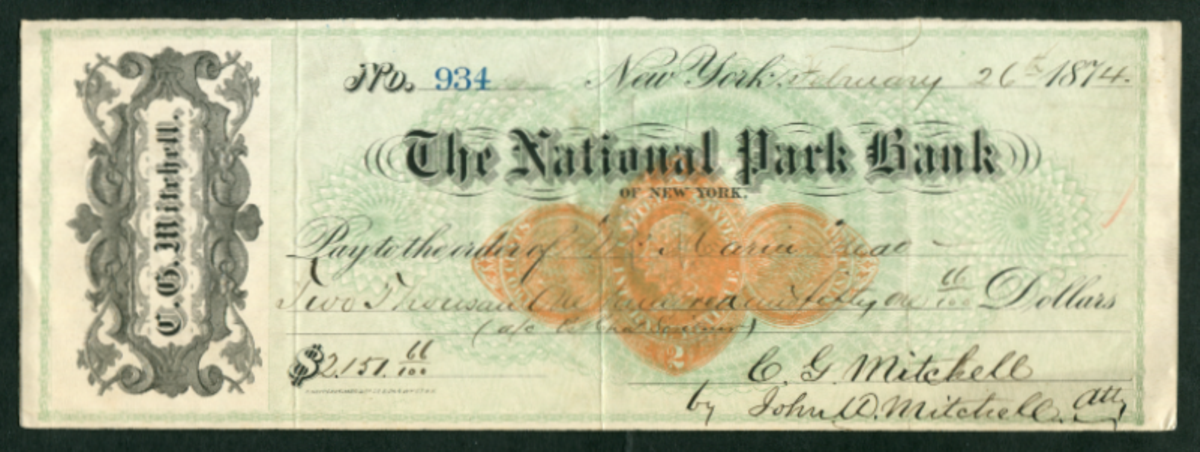 C. G. Mitchell.
No. 934
New York, February 26th 1874.
The National Park Bank
OF NEW YORK.
Pay to the order of Maria
Two Thousand One Hundred and fifty one 66/100 Dollars
(a/c
$2.151. 66/100
2
C. G. Mitchell
by John D. Mitchell Atty